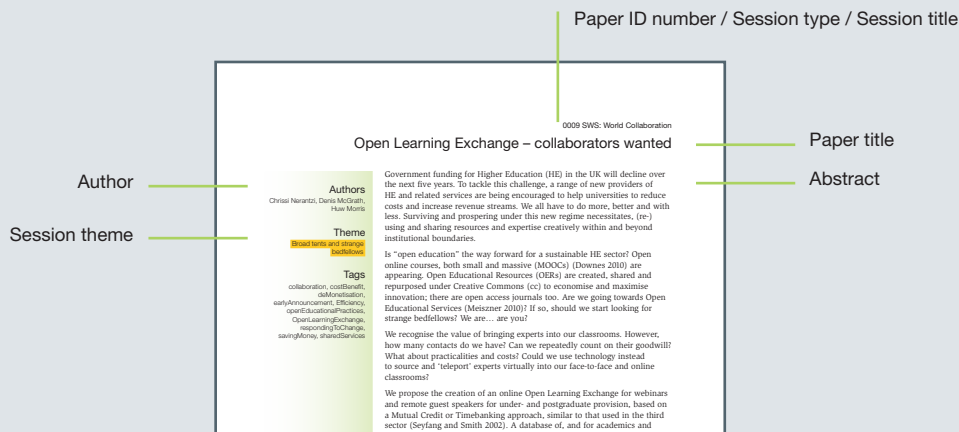 Paper ID number / Session type / Session title
0009 SWS: World Collaboration
Open Learning Exchange – collaborators wanted
Paper title
Abstract
Author
Session theme
Authors
Chrissi Nerantzi, Denis McGrath,
Huw Morris
Theme
Broad tents and strange
bedfellows
Tags
collaboration, costBenefit,
deMonetisation,
earlyAnnouncement, Efficiency,
openEducationalPractices,
OpenLearningExchange,
respondingToChange,
savingMoney, sharedServices
Government funding for Higher Education (HE) in the UK will decline over
the next five years. To tackle this challenge, a range of new providers of
HE and related services are being encouraged to help universities to reduce
costs and increase revenue streams. We all have to do more, better and with
less. Surviving and prospering under this new regime necessitates, (re-)
using and sharing resources and expertise creatively within and beyond
institutional boundaries.
Is “open education” the way forward for a sustainable HE sector? Open
online courses, both small and massive (MOOCs) (Downes 2010) are
appearing. Open Educational Resources (OERs) are created, shared and
repurposed under Creative Commons (cc) to economise and maximise
innovation; there are open access journals too. Are we going towards Open
Educational Services (Meiszner 2010)? If so, should we start looking for
strange bedfellows? We are… are you?
We recognise the value of bringing experts into our classrooms. However,
how many contacts do we have? Can we repeatedly count on their goodwill?
What about practicalities and costs? Could we use technology instead
to source and ‘teleport’ experts virtually into our face-to-face and online
classrooms?
We propose the creation of an online Open Learning Exchange for webinars
and remote guest speakers for under- and postgraduate provision, based on
a Mutual Credit or Timebanking approach, similar to that used in the third
sector (Seyfang and Smith 2002). A database of, and for academics and